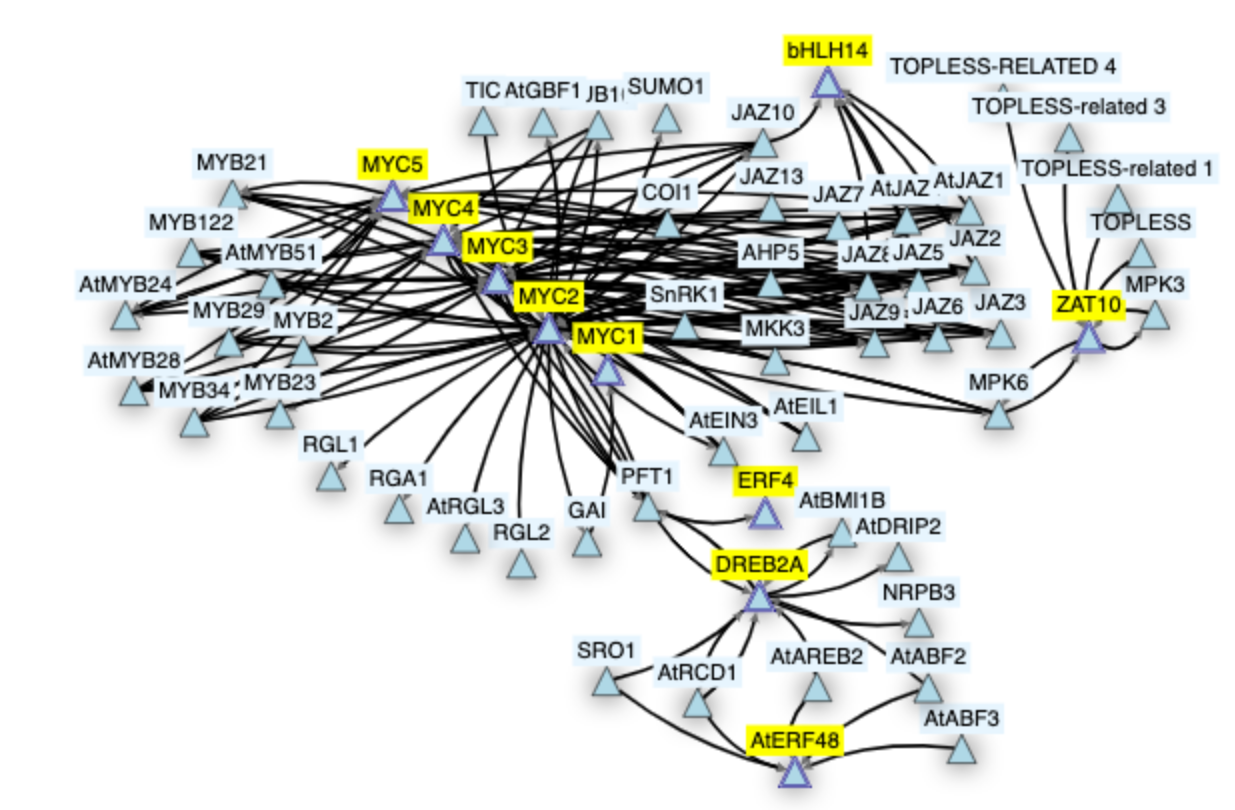 bHLH14
TOPLESS-RELATED 4
TIC
AtGBF1
SUMO1
JAZ10
TOPLESS-related 3
MYB21
MYC5
COI1
JAZ13
JAZ7
AtJAZ
AtJAZ1
TOPLESS-related 1
MYB122
MYC4
TOPLESS
AtMYB51
MYC3
AHP5
JAZ5
JAZ2
AtMYB24
MYC2
SnRK1
MPK3
MYB29
MYB2
MYC1
MKK3
JAZ9
JAZ6
JAZ3
ZAT10
AtMYB28
MYB34
MYB23
MPK6
RGL1
AtEIN3
AtEIL1
RGA1
PFT1
ERF4
AtRGL3
GAI
AtBMI1B
RGL2
AtDRIP2
DREB2A
NRPB3
SRO1
AtRCD1
AtAREB2
AtABF2
AtABF3
AtERF48